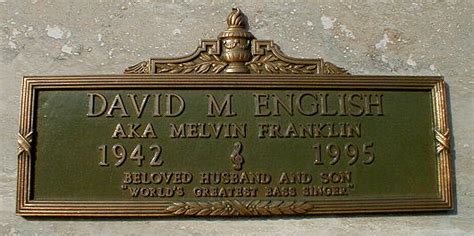 DAVID M. ENGLISH
AKA MELVIN FRANKLIN
1942 1995
BELOVED HUSBAND AND SON
"WORLD'S GREATEST BASS SINGER"